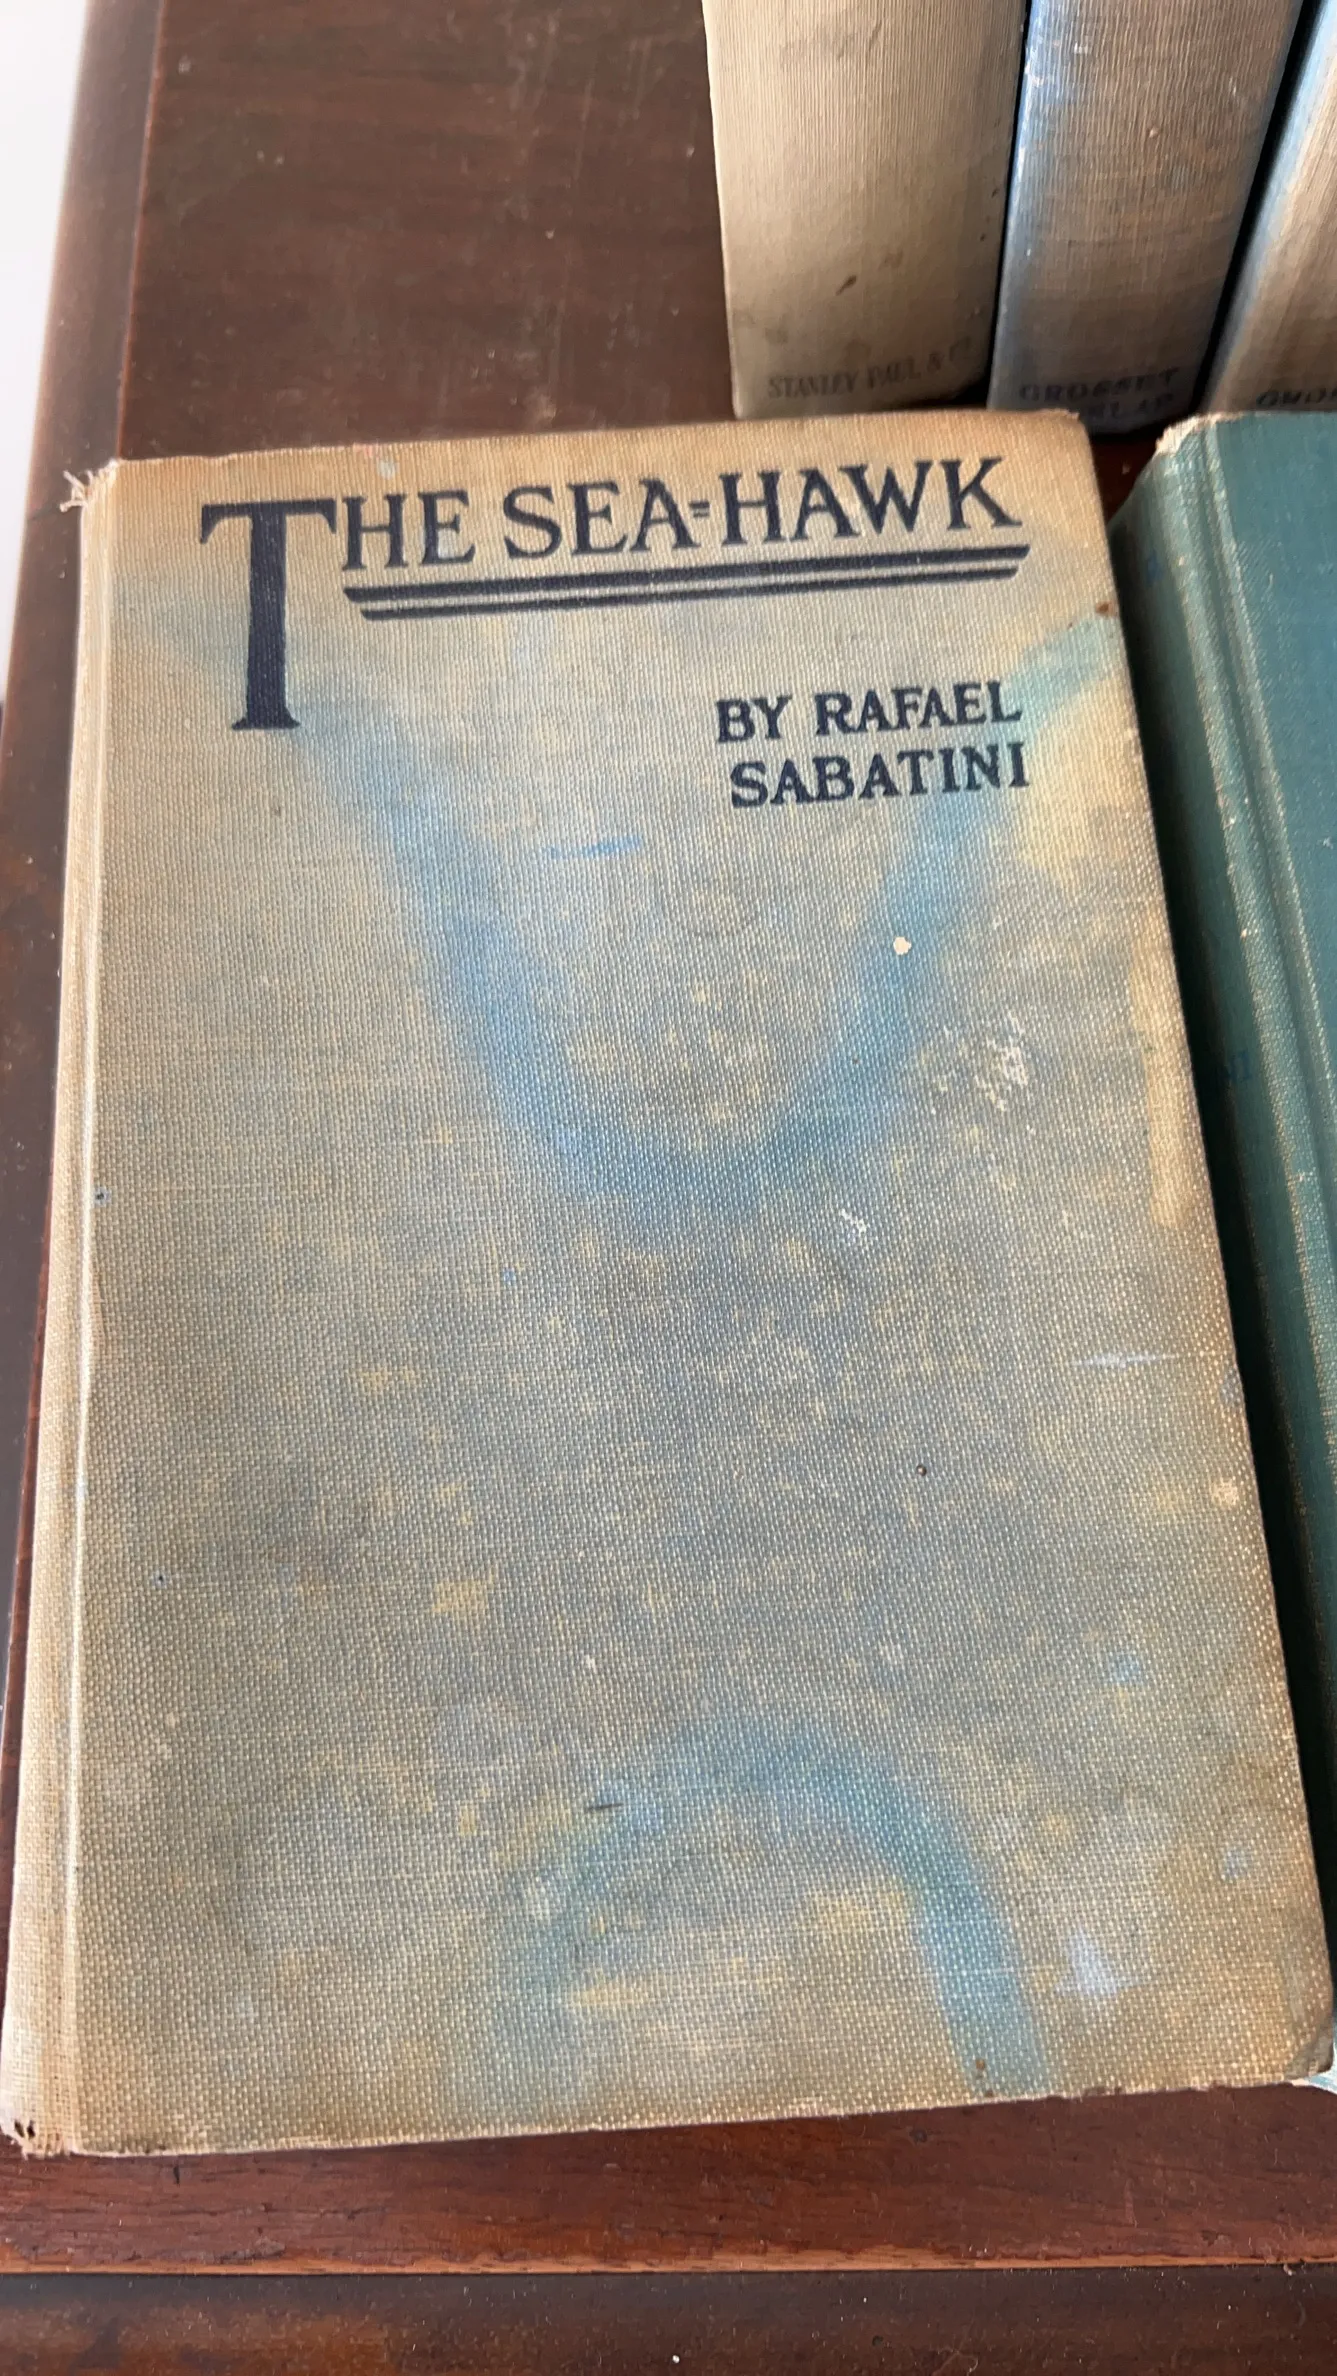 STANLEY PAUL & Cº
GROSSET
THE SEA-HAWK
BY RAFAEL
SABATINI